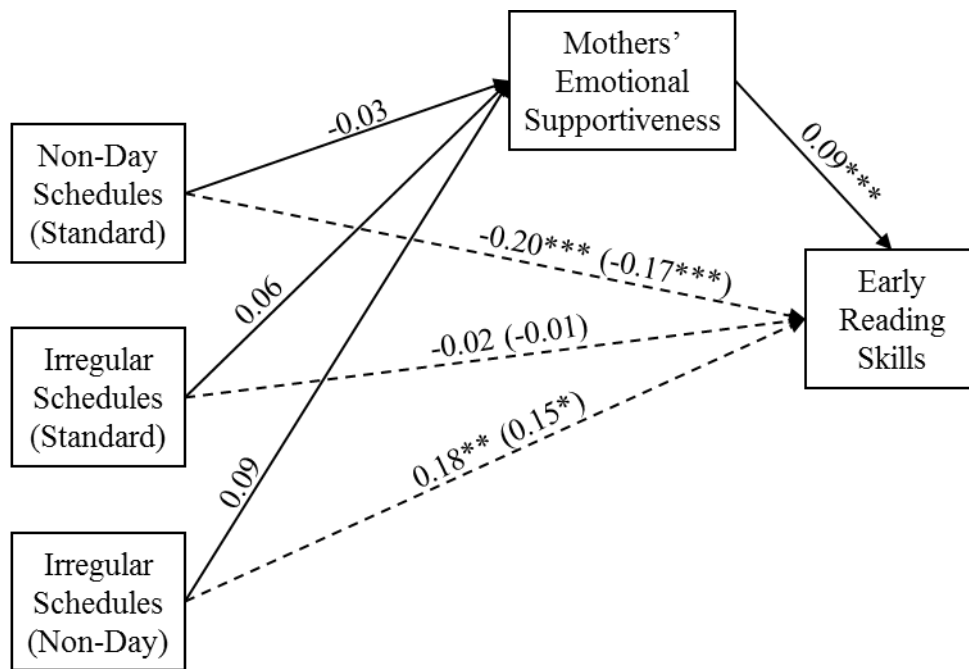 Mothers’
Emotional
Supportiveness
-0.03
0.09***
Non-Day
Schedules
(Standard)
-0.20*** (-0.17***)
Early
Reading
Skills
0.06
-0.02 (-0.01)
Irregular
Schedules
(Standard)
0.09
0.18** (0.15*)
Irregular
Schedules
(Non-Day)